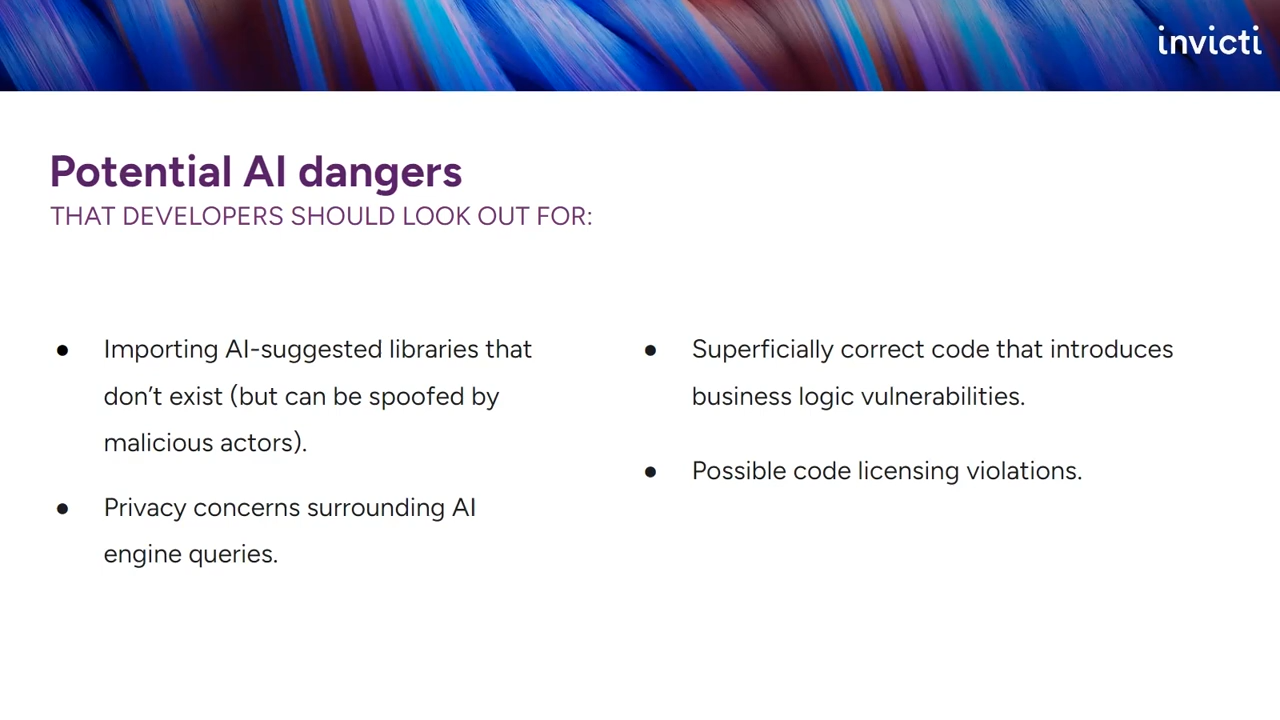 invicti
Potential AI dangers
THAT DEVELOPERS SHOULD LOOK OUT FOR:
● Importing AI-suggested libraries that
don’t exist (but can be spoofed by
malicious actors).
● Privacy concerns surrounding AI
engine queries.
● Superficially correct code that introduces
business logic vulnerabilities.
● Possible code licensing violations.